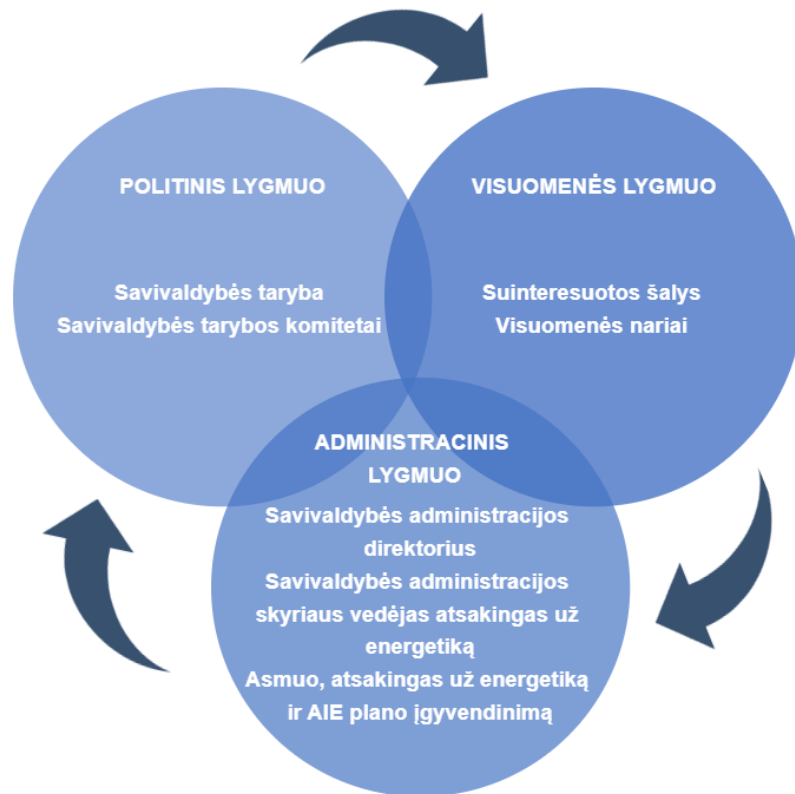 POLITINIS LYGMUO
Savivaldybės taryba
Savivaldybės tarybos komitetai
VISUOMENĖS LYGMUO
Suinteresuotos šalys
Visuomenės nariai
ADMINISTRACINIS
LYGMUO
Savivaldybės administracijos
direktorius
Savivaldybės administracijos
skyriaus vedėjas atsakingas už
energetiką
Asmuo, atsakingas už energetiką
ir AIE plano įgyvendinimą